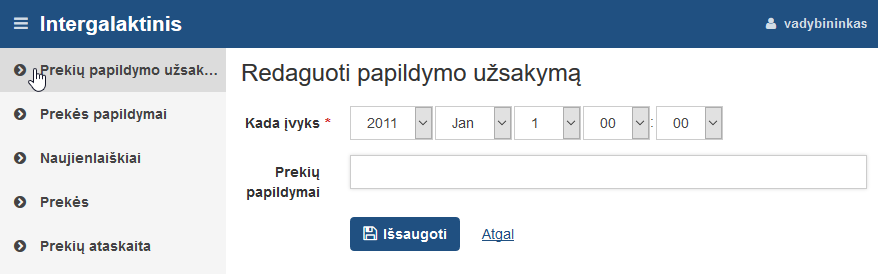 Intergalaktinis
vadybininkas
Prekių papildymo užsak...
Prekės papildymai
Naujienlaiškiai
Prekės
Prekių ataskaita
Redaguoti papildymo užsakymą
Kada įvyks * 2011 Jan 1 00 : 00
Prekių
papildymai
Išsaugoti Atgal